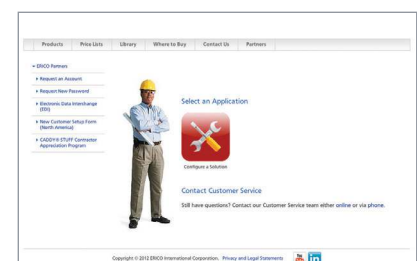 Products Price Lists Library Where to Buy Contact Us Partners
ERICO Partners
Request an Account
Request New Password
Electronic Data Interchange
(EDI)
New Customer Setup Form
(North America)
CADDY® STUFF Contractor
Appreciation Program
Select an Application
Configure a Solution
Contact Customer Service
Still have questions? Contact our Customer Service team either online or via phone.
Copyright © 2012 ERICO International Corporation. Privacy and Legal Statements
You
in